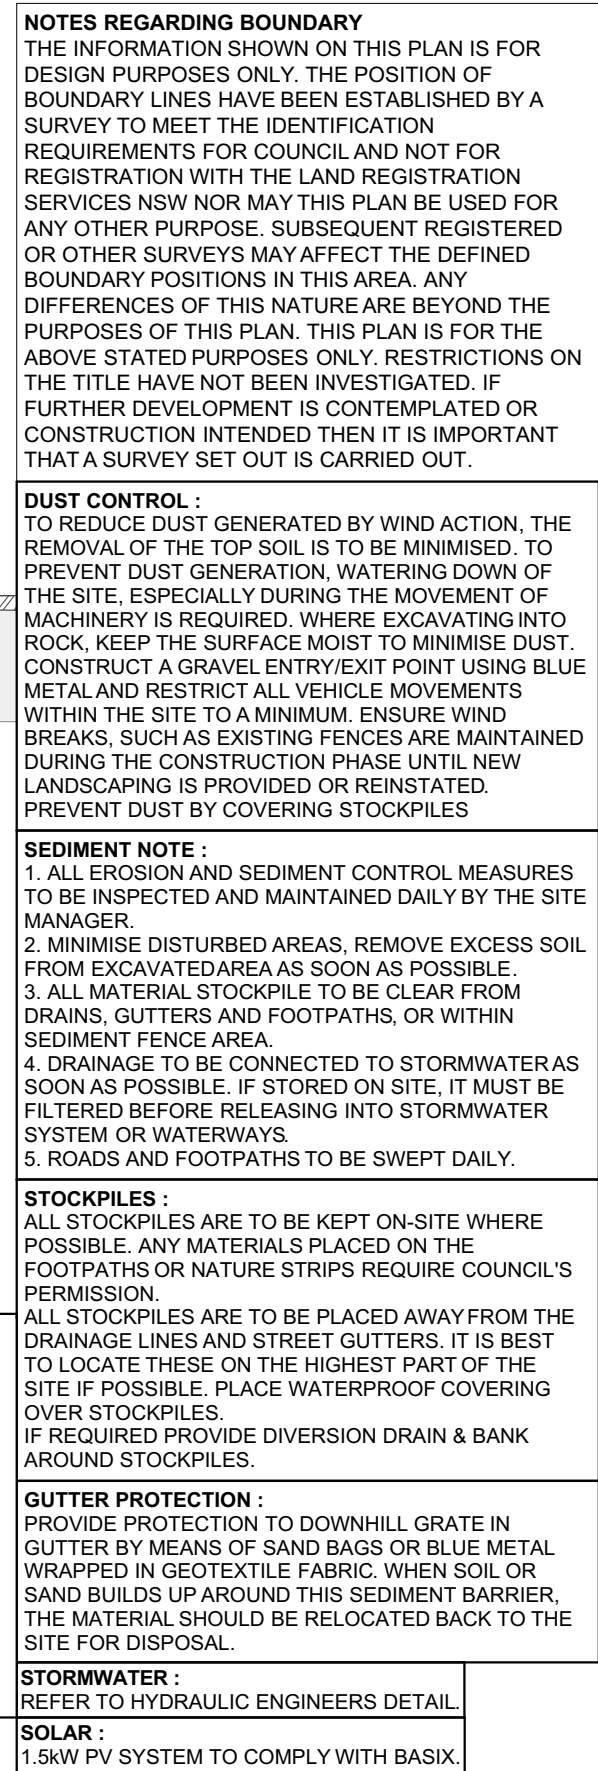 NOTES REGARDING BOUNDARY
THE INFORMATION SHOWN ON THIS PLAN IS FOR
DESIGN PURPOSES ONLY. THE POSITION OF
BOUNDARY LINES HAVE BEEN ESTABLISHED BY A
SURVEY TO MEET THE IDENTIFICATION
REQUIREMENTS FOR COUNCIL AND NOT FOR
REGISTRATION WITH THE LAND REGISTRATION
SERVICES NSW NOR MAY THIS PLAN BE USED FOR
ANY OTHER PURPOSE. SUBSEQUENT REGISTERED
OR OTHER SURVEYS MAY AFFECT THE DEFINED
BOUNDARY POSITIONS IN THIS AREA. ANY
DIFFERENCES OF THIS NATURE ARE BEYOND THE
PURPOSES OF THIS PLAN. THIS PLAN IS FOR THE
ABOVE STATED PURPOSES ONLY. RESTRICTIONS ON
THE TITLE HAVE NOT BEEN INVESTIGATED. IF
FURTHER DEVELOPMENT IS CONTEMPLATED OR
CONSTRUCTION INTENDED THEN IT IS IMPORTANT
THAT A SURVEY SET OUT IS CARRIED OUT.
DUST CONTROL :
TO REDUCE DUST GENERATED BY WIND ACTION, THE
REMOVAL OF THE TOP SOIL IS TO BE MINIMISED. TO
PREVENT DUST GENERATION, WATERING DOWN OF
THE SITE, ESPECIALLY DURING THE MOVEMENT OF
MACHINERY IS REQUIRED. WHERE EXCAVATING INTO
ROCK, KEEP THE SURFACE MOIST TO MINIMISE DUST.
CONSTRUCT A GRAVEL ENTRY/EXIT POINT USING BLUE
METAL AND RESTRICT ALL VEHICLE MOVEMENTS
WITHIN THE SITE TO A MINIMUM. ENSURE WIND
BREAKS, SUCH AS EXISTING FENCES ARE MAINTAINED
DURING THE CONSTRUCTION PHASE UNTIL NEW
LANDSCAPING IS PROVIDED OR REINSTATED.
PREVENT DUST BY COVERING STOCKPILES
SEDIMENT NOTE :
1. ALL EROSION AND SEDIMENT CONTROL MEASURES
TO BE INSPECTED AND MAINTAINED DAILY BY THE SITE
MANAGER.
2. MINIMISE DISTURBED AREAS, REMOVE EXCESS SOIL
FROM EXCAVATED AREA AS SOON AS POSSIBLE.
3. ALL MATERIAL STOCKPILE TO BE CLEAR FROM
DRAINS, GUTTERS AND FOOTPATHS, OR WITHIN
SEDIMENT FENCE AREA.
4. DRAINAGE TO BE CONNECTED TO STORMWATER AS
SOON AS POSSIBLE. IF STORED ON SITE, IT MUST BE
FILTERED BEFORE RELEASING INTO STORMWATER
SYSTEM OR WATERWAYS.
5. ROADS AND FOOTPATHS TO BE SWEPT DAILY.
STOCKPILES :
ALL STOCKPILES ARE TO BE KEPT ON-SITE WHERE
POSSIBLE. ANY MATERIALS PLACED ON THE
FOOTPATHS OR NATURE STRIPS REQUIRE COUNCIL'S
PERMISSION.
ALL STOCKPILES ARE TO BE PLACED AWAY FROM THE
DRAINAGE LINES AND STREET GUTTERS. IT IS BEST
TO LOCATE THESE ON THE HIGHEST PART OF THE
SITE IF POSSIBLE. PLACE WATERPROOF COVERING
OVER STOCKPILES.
IF REQUIRED PROVIDE DIVERSION DRAIN & BANK
AROUND STOCKPILES.
GUTTER PROTECTION :
PROVIDE PROTECTION TO DOWNHILL GRATE IN
GUTTER BY MEANS OF SAND BAGS OR BLUE METAL
WRAPPED IN GEOTEXTILE FABRIC. WHEN SOIL OR
SAND BUILDS UP AROUND THIS SEDIMENT BARRIER,
THE MATERIAL SHOULD BE RELOCATED BACK TO THE
SITE FOR DISPOSAL.
STORMWATER :
REFER TO HYDRAULIC ENGINEERS DETAIL.
SOLAR :
1.5kW PV SYSTEM TO COMPLY WITH BASIX.